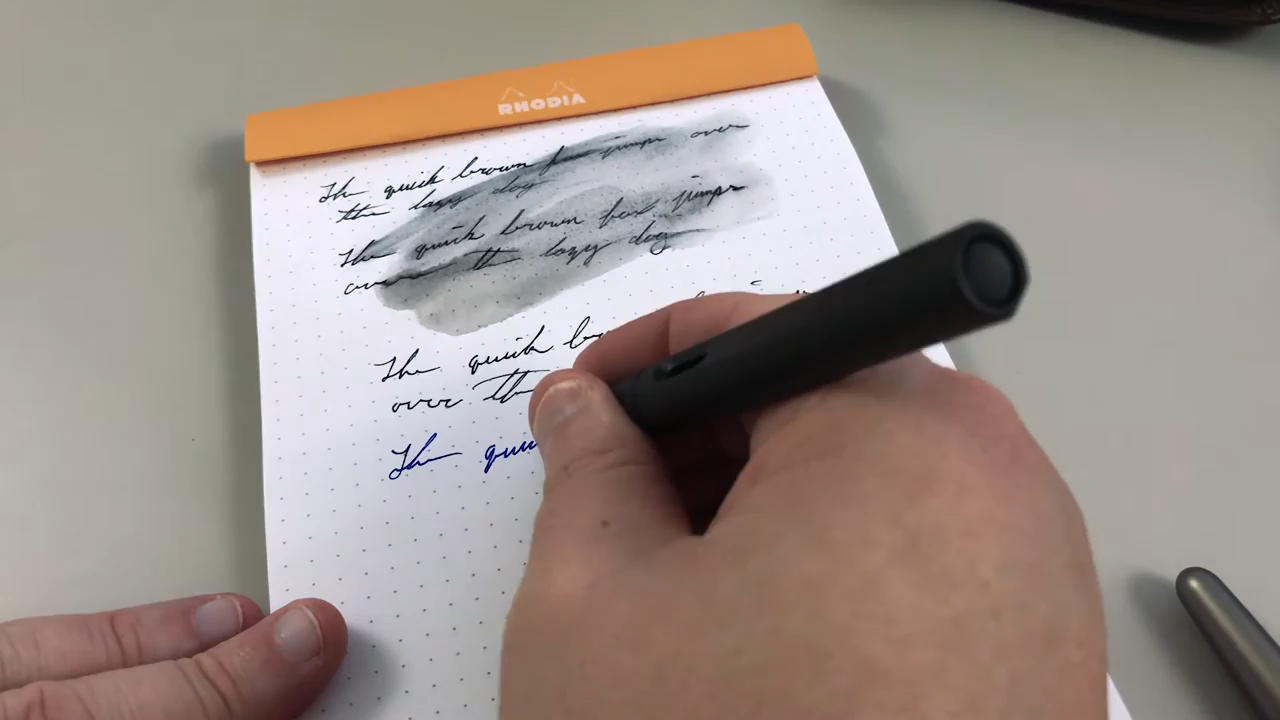 RHODIA
The quick brown fox jumps over
the lazy dog
The quick brown fox jumps
over the lazy dog
The quick
over the
The